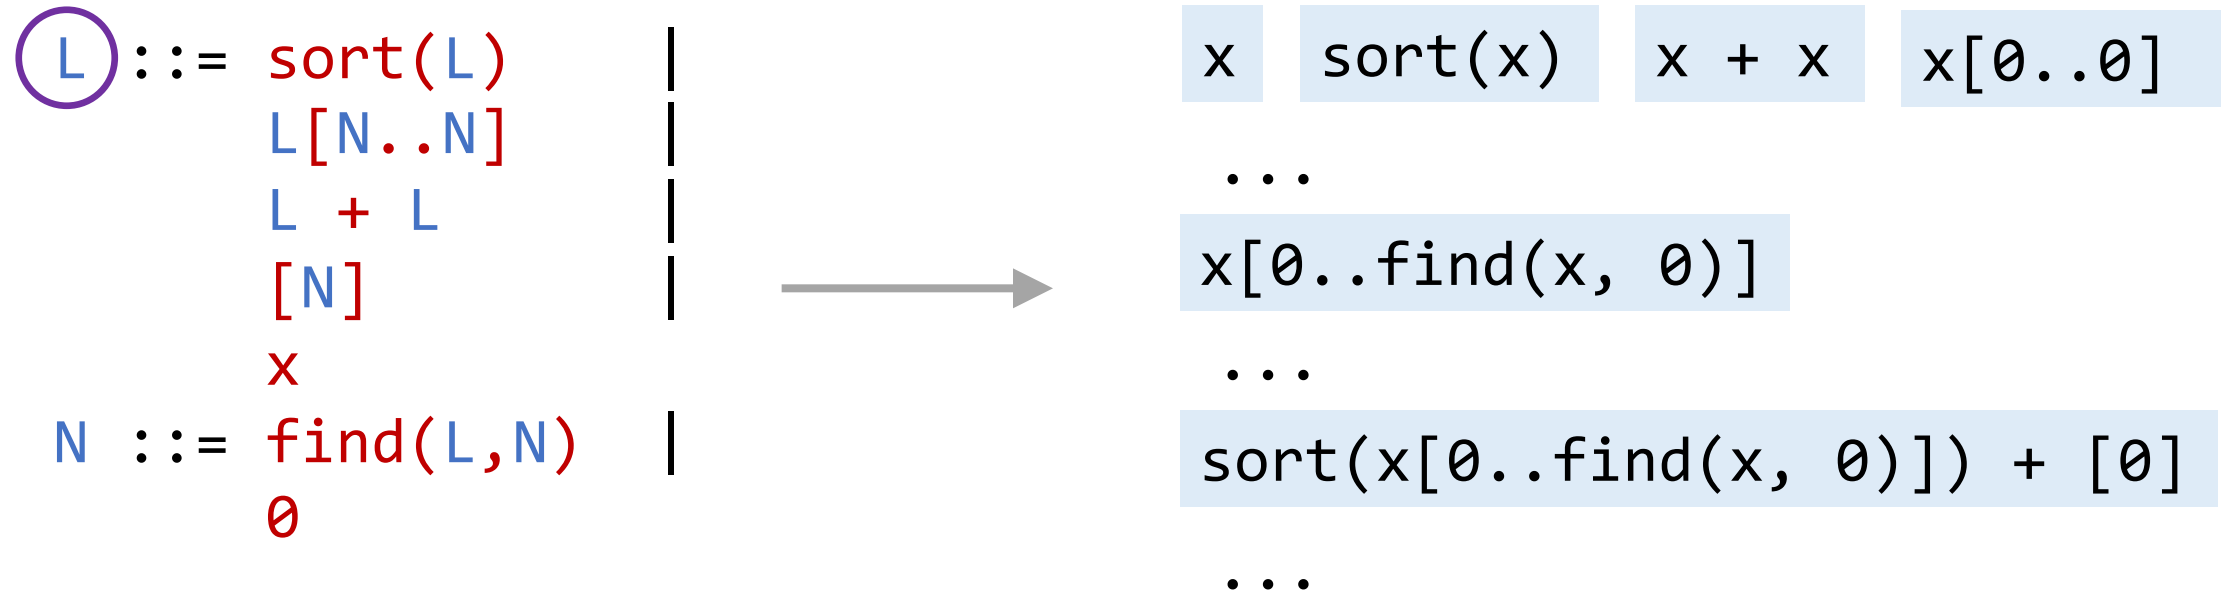 L ::= sort(L) |
L[N..N] |
L + L |
[N] |
x
N ::= find(L,N) |
0
x sort(x) x + x x[0..0]
...
x[0..find(x, 0)]
...
sort(x[0..find(x, 0)]) + [0]
...